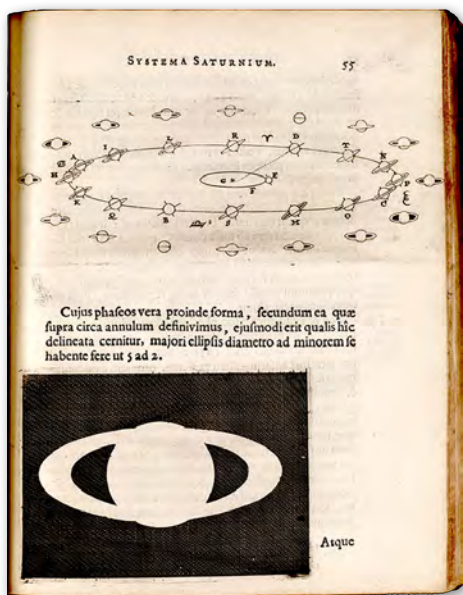 SYSTEMA SATURNIUM. 55
L R ♈ D
I T
A N
H G E P
F
K C
Q B S M O
Cujus phaſeos vera proinde forma, ſecundum ea quæ
ſupra circa annulum definivimus, ejuſmodi erit qualis hîc
delineata cernitur, majori ellipſis diametro ad minorem ſe
habente fere ut 5 ad 2.
Atque